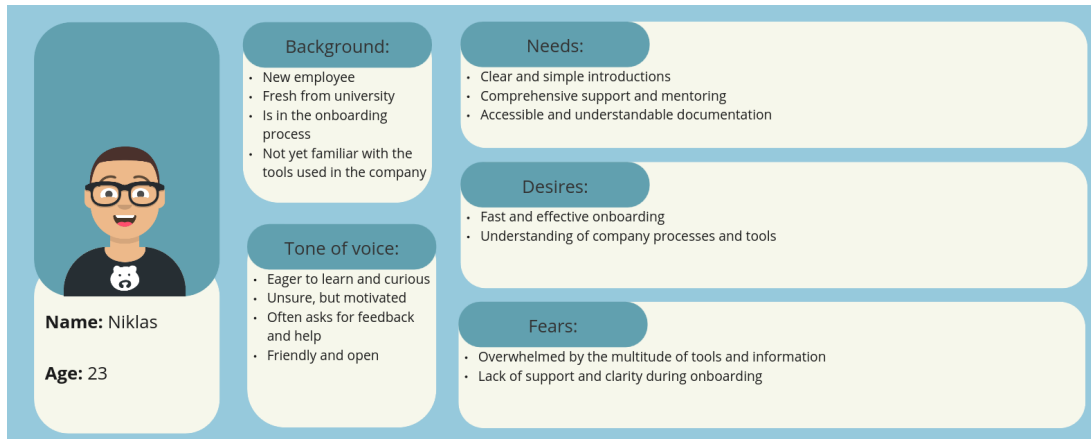 Name: Niklas
Age: 23
Background:
• New employee
• Fresh from university
• Is in the onboarding
process
• Not yet familiar with the
tools used in the company
Tone of voice:
• Eager to learn and curious
• Unsure, but motivated
• Often asks for feedback
and help
• Friendly and open
Needs:
• Clear and simple introductions
• Comprehensive support and mentoring
• Accessible and understandable documentation
Desires:
• Fast and effective onboarding
• Understanding of company processes and tools
Fears:
• Overwhelmed by the multitude of tools and information
• Lack of support and clarity during onboarding